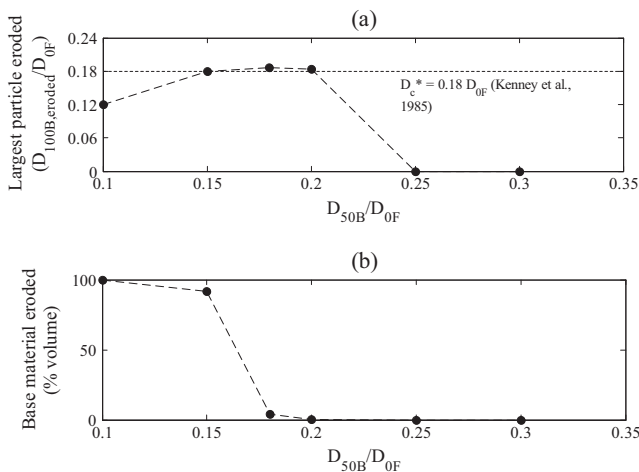 (a)
Largest particle eroded
(D100B,eroded/D0F)
0.24
0.18
0.12
0.06
0
Dc* = 0.18 D0F (Kenney et al.,
1985)
0.1 0.15 0.2 0.25 0.3 0.35
D50B/D0F
(b)
Base material eroded
(% volume)
100
50
0
0.1 0.15 0.2 0.25 0.3 0.35
D50B/D0F